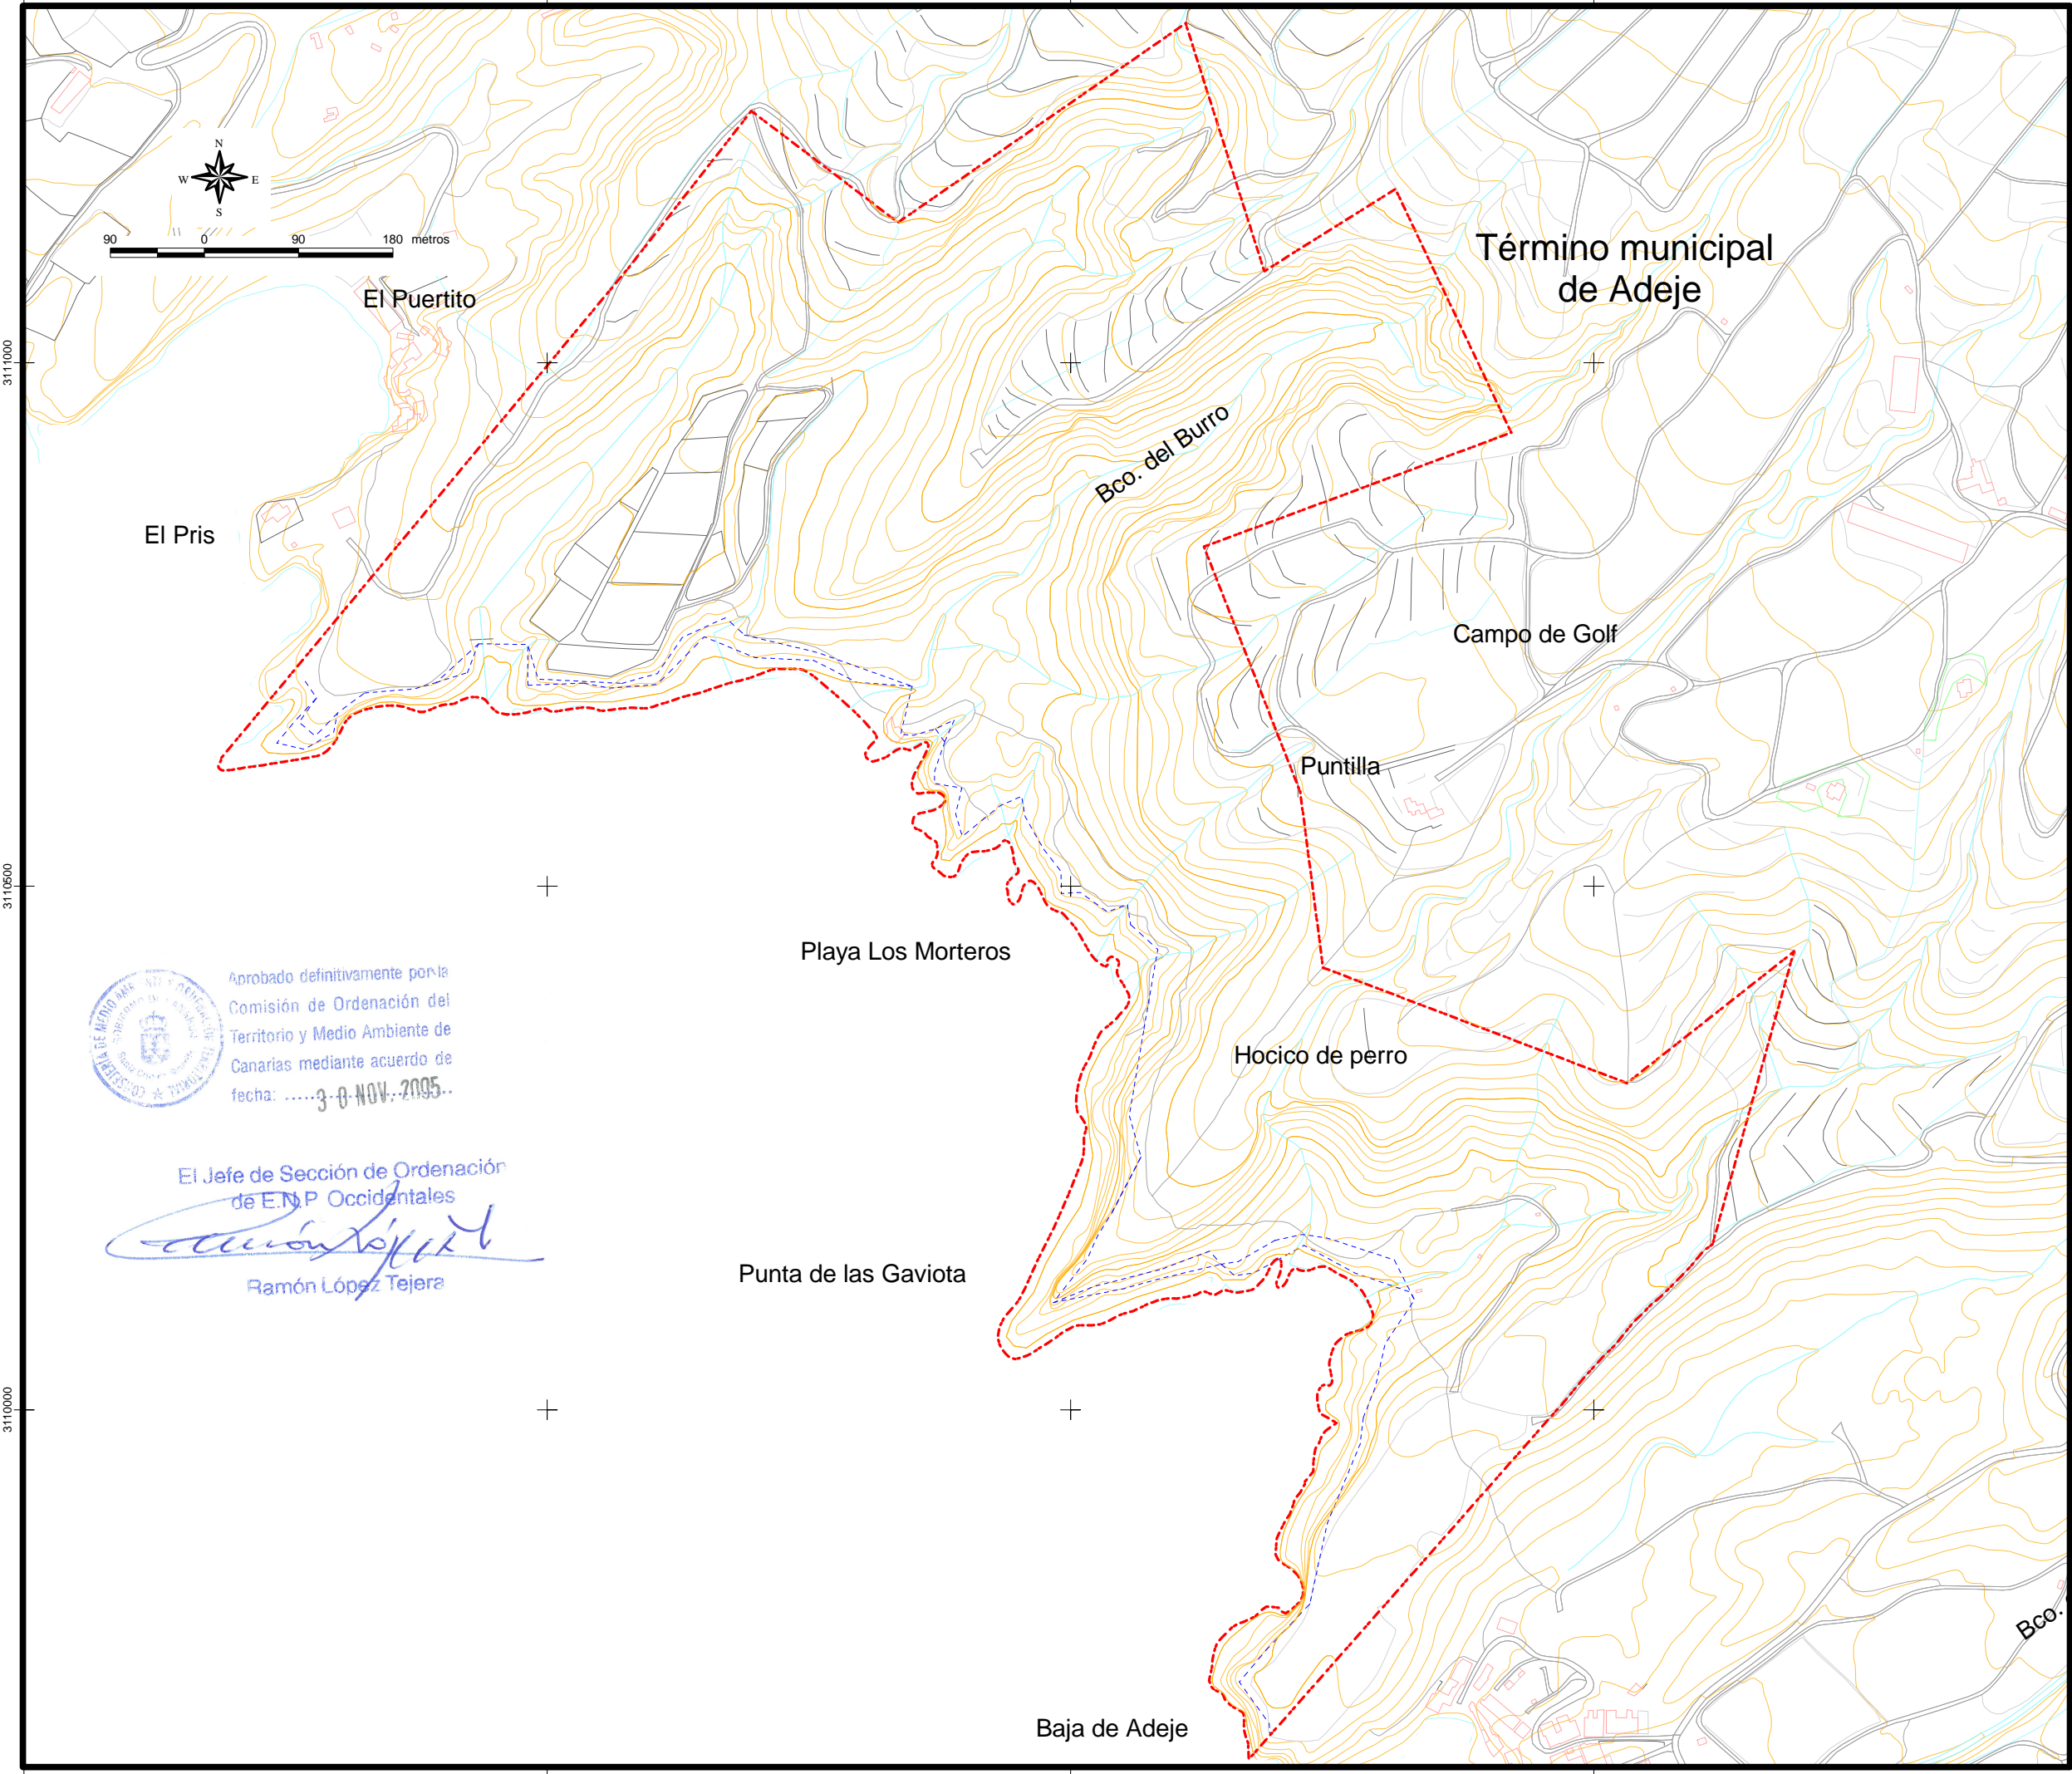 N
W E
S
90 0 90 180 metros
El Puertito
Término municipal
de Adeje
3111000
Bco. del Burro
El Pris
Campo de Golf
Puntilla
3110500
Playa Los Morteros
Aprobado definitivamente por la
Comisión de Ordenación del
Territorio y Medio Ambiente de
Canarias mediante acuerdo de
fecha: 30 NOV. 2005
Hocico de perro
El Jefe de Sección de Ordenación
de E.N.P Occidentales
Ramón López Tejera
Punta de las Gaviota
3110000
Bco.
Baja de Adeje